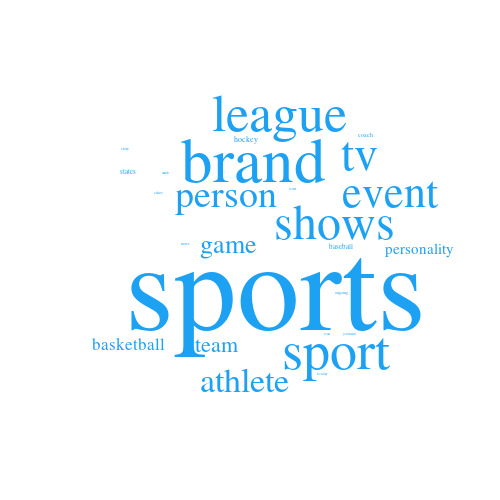 league
hockey
coach
brand
tv
states
person
event
shows
game
baseball
personality
sports
basketball
team
sport
athlete